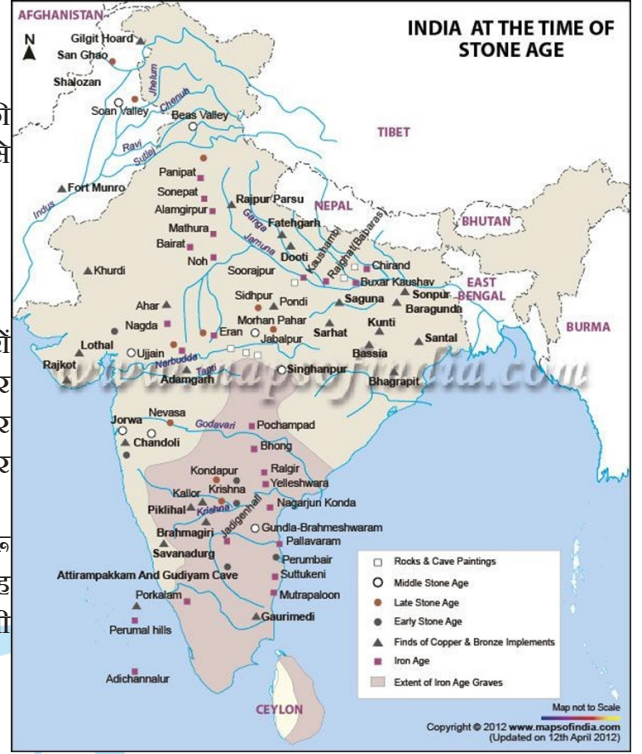 INDIA AT THE TIME OF
STONE AGE
AFGHANISTAN
Gilgit Hoard
San Ghao
N
Shalozan
Jhelum
Chenub
Soan Valley
Beas Valley
TIBET
Ravi
Sutlej
Panipat
Fort Munro
Sonepat
Indus
Alamgirpur
Rajpur Parsu
NEPAL
Ganga
Fatehgarh
BHUTAN
Mathura
Jamuna
Bairat
Dooti
Kaushambi
Rajghat/Babaras
Noh
Khurdi
Soorajpur
Chirand
Buxar Kaushav
EAST
BENGAL
Sidhpur
Pondi
Saguna
Sonpur
Baragunda
Ahar
Nagda
Morhan Pahar
Eran
Kunti
BURMA
Lothal
Jabalpur
Sarhat
Santal
Ujjain
Narbudda
Bassia
Rajkot
Tapti
Singhanpur
Adamgarh
Bhagrapit
www.mapsofindia.com
Nevasa
Jorwa
Godavari
Pochampad
Chandoli
Bhong
Kondapur
Ralgir
Yelleshwara
Kallor
Krishna
Piklihal
Krishna
Nagarjun Konda
Jadigenhall
Brahmagiri
Gundla-Brahmeshwaram
Savanadurg
Pallavaram
Perumbair
Attirampakkam And Gudiyam Cave
Suttukeni
Porkalam
Mutrapaloon
Gaurimedi
Perumal hills
Adichannalur
CEYLON
Rocks & Cave Paintings
Middle Stone Age
Late Stone Age
Early Stone Age
Finds of Copper & Bronze Implements
Iron Age
Extent of Iron Age Graves
Map not to Scale
Copyright © 2012 www.mapsofindia.com
(Updated on 12th April 2012)